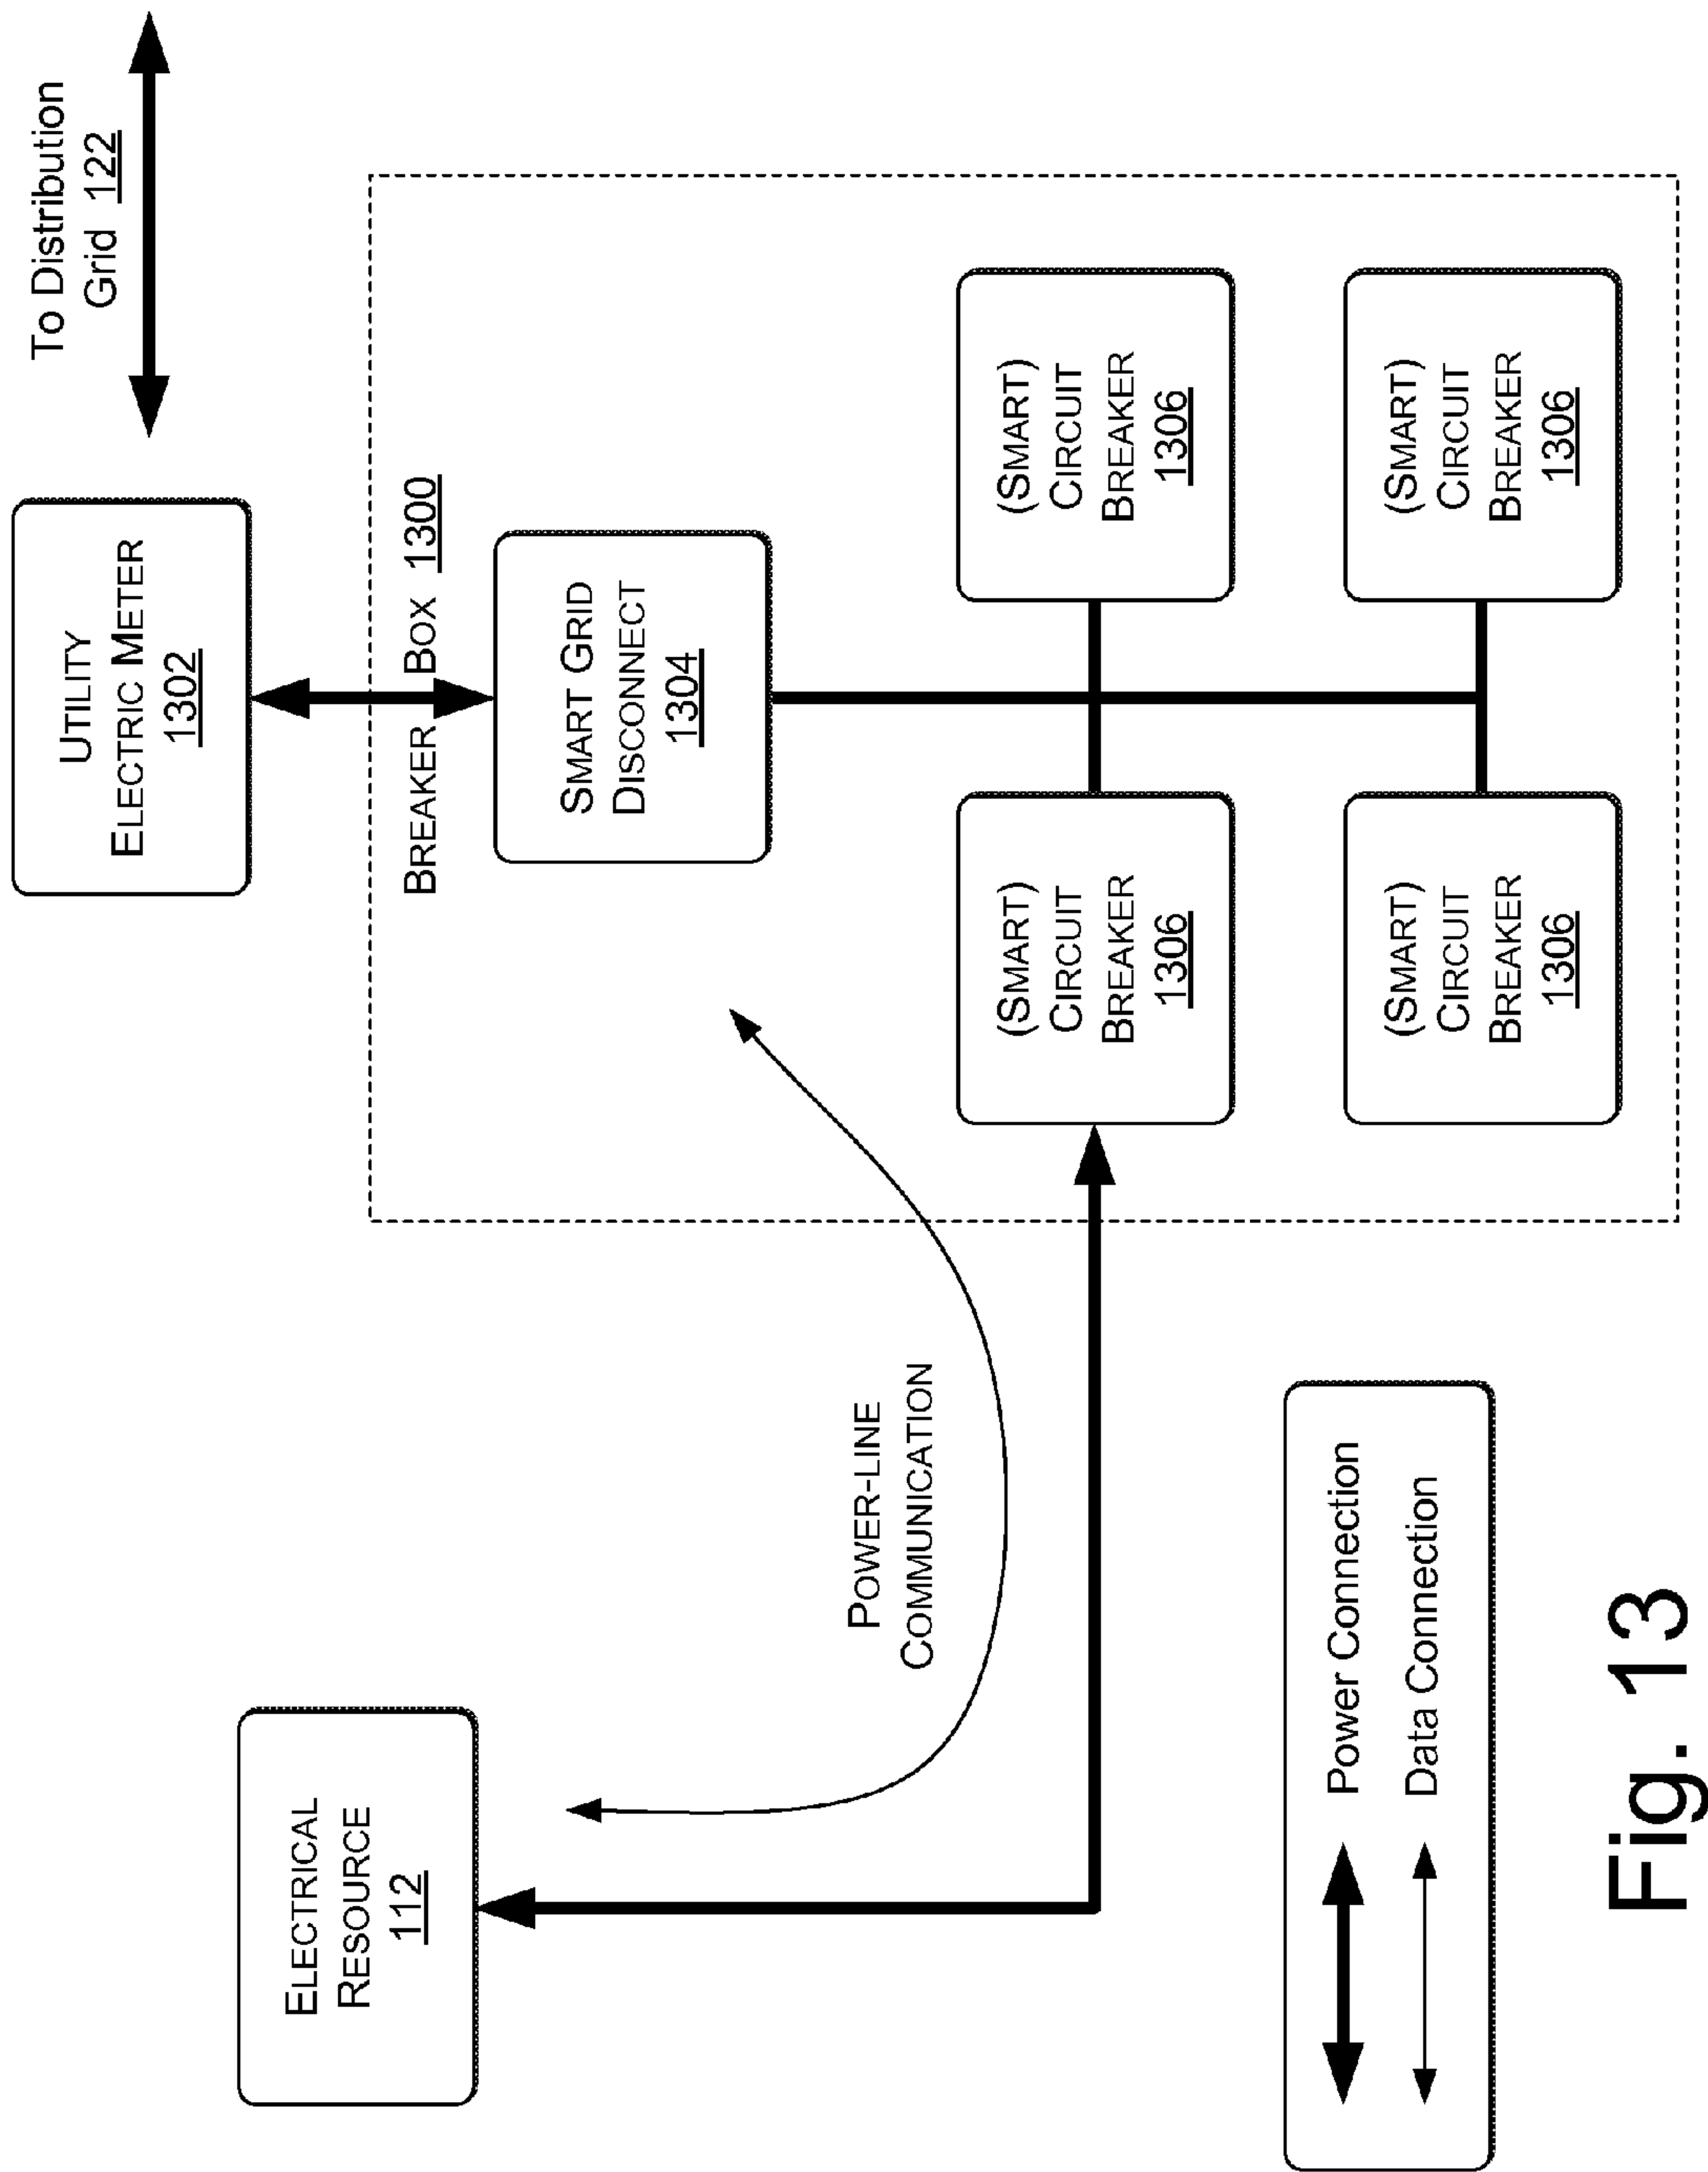 To Distribution
Grid 122
Utility
Electric Meter
1302
Breaker Box 1300
Smart Grid
Disconnect
1304
Electrical
Resource
112
Power-line
Communication
(Smart)
Circuit
Breaker
1306
(Smart)
Circuit
Breaker
1306
(Smart)
Circuit
Breaker
1306
(Smart)
Circuit
Breaker
1306
Power Connection
Data Connection
Fig. 13